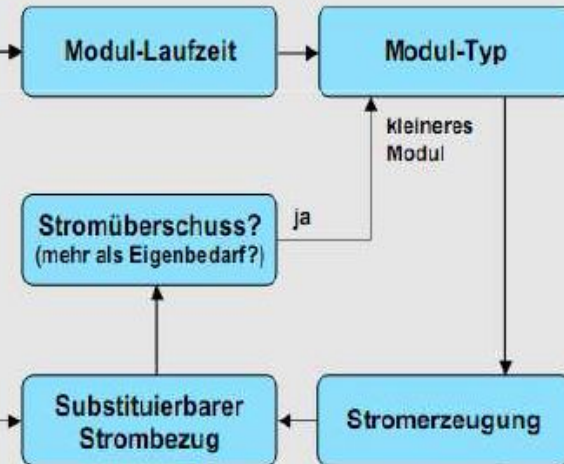 Modul-Laufzeit
Modul-Typ
kleineres
Modul
Stromüberschuss?
(mehr als Eigenbedarf?)
ja
Substituierbarer
Strombezug
Stromerzeugung